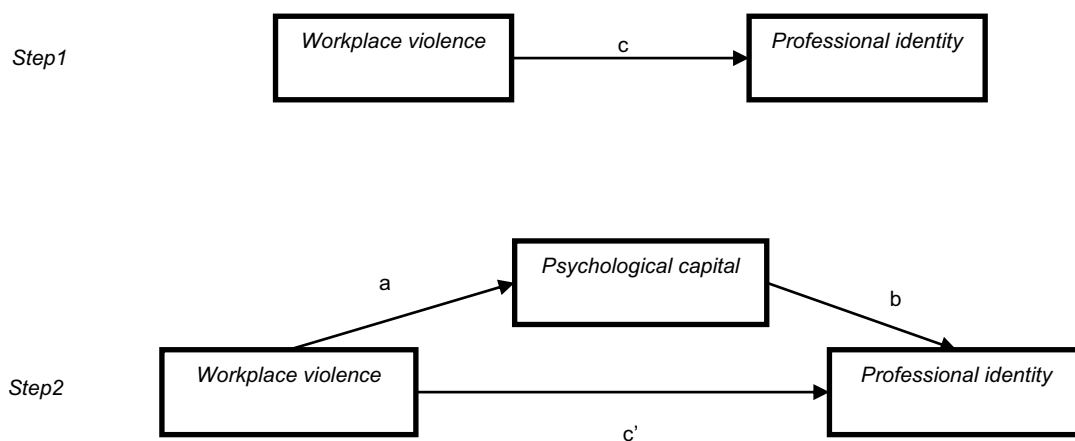 Workplace violence
Professional identity
Step1
c
Psychological capital
a
b
Workplace violence
Professional identity
Step2
c’